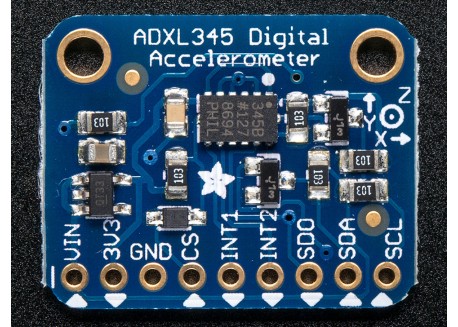 ADXL345 Digital
Accelerometer
345B
#127
8694
PHIL
103
103
103
103
103
103
Z
Y
X
VIN
3V3
GND
CS
INT1
INT2
SDO
SDA
SCL